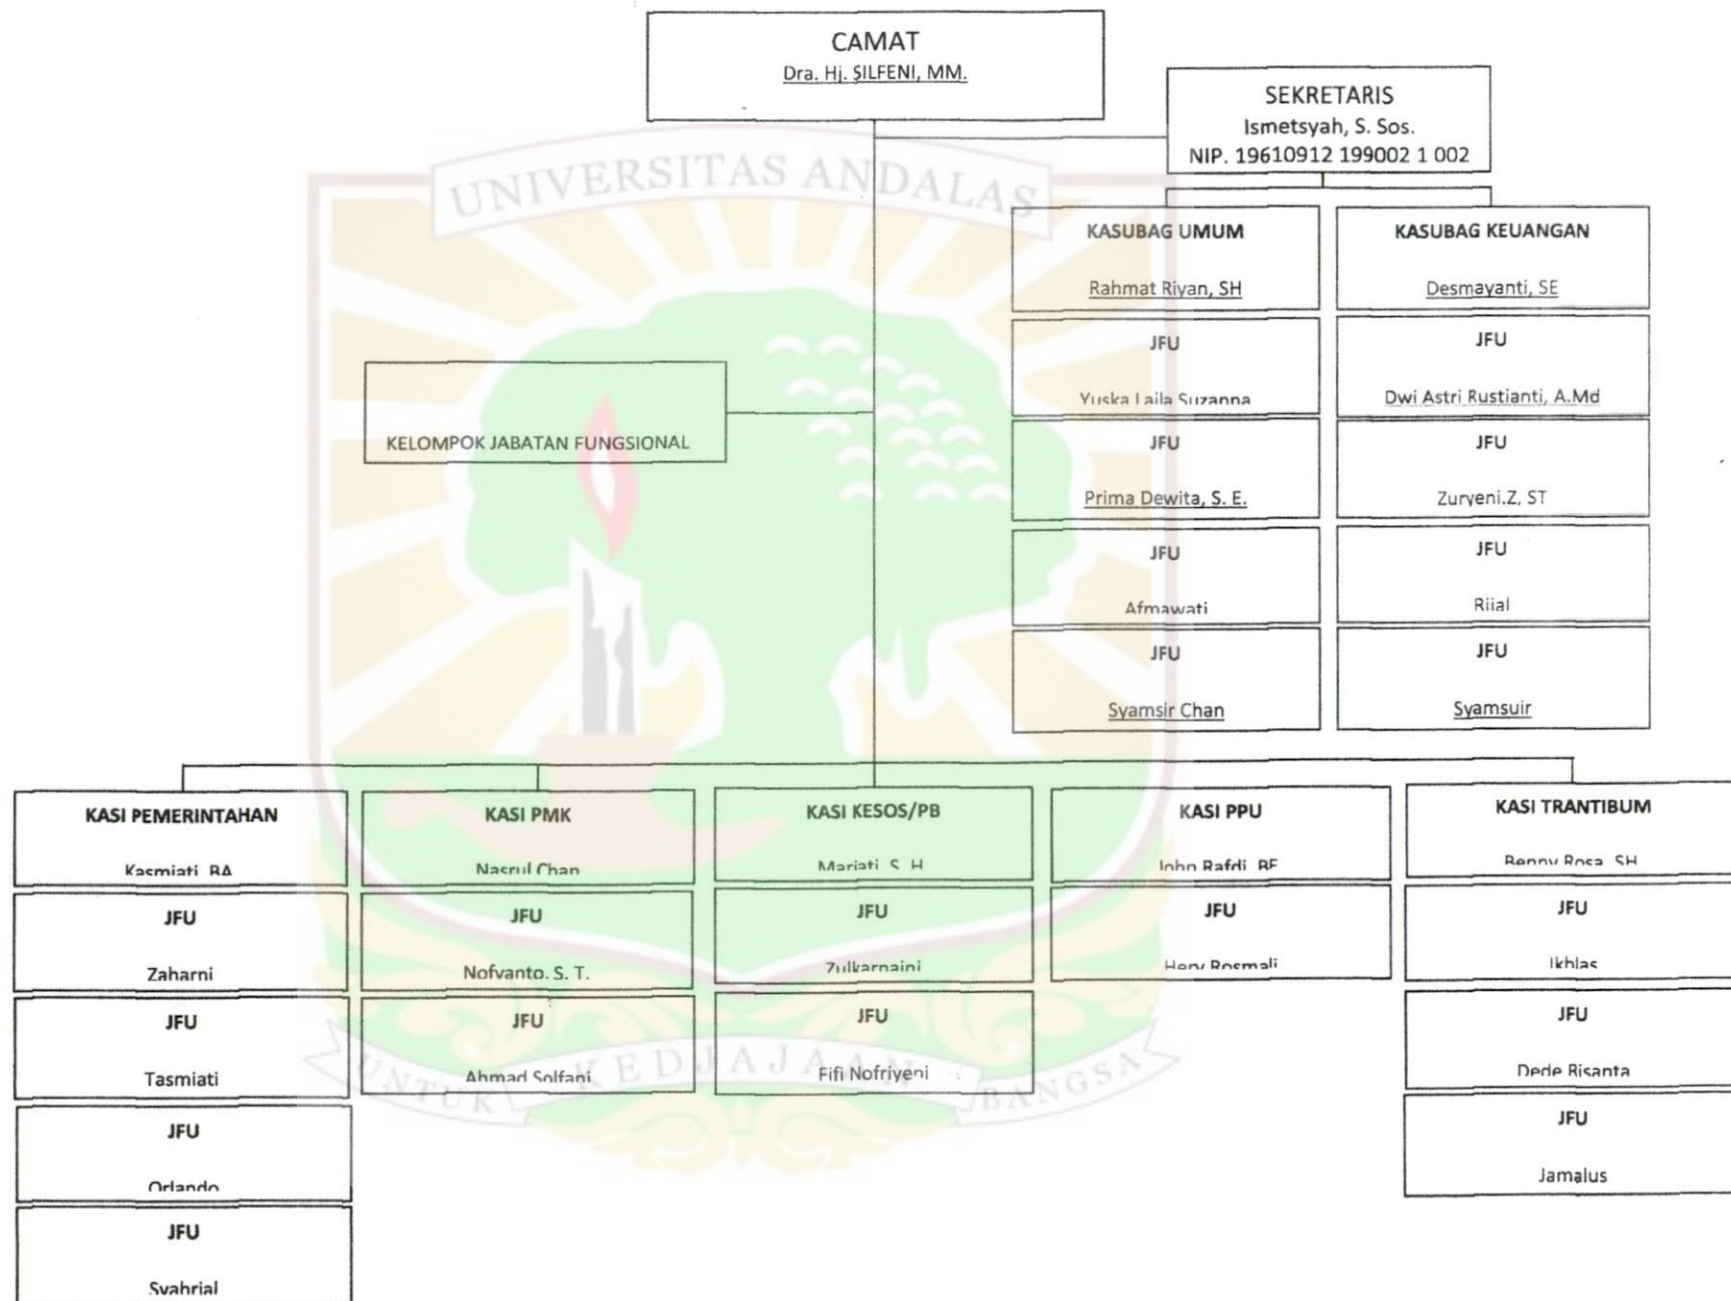 CAMAT
Dra. Hj. SILFENI, MM.
SEKRETARIS
Ismetsyah, S. Sos.
NIP. 19610912 199002 1 002
UNIVERSITAS ANDALAS
KASUBAG UMUM
Rahmat Riyan, SH
JFU
Yuska Laila Suzanna
JFU
Prima Dewita, S. E.
JFU
Afmawati
JFU
Syamsir Chan
KASUBAG KEUANGAN
Desmayanti, SE
JFU
Dwi Astri Rustianti, A.Md
JFU
Zuryeni.Z, ST
JFU
JFU
Syamsuir
KELOMPOK JABATAN FUNGSIONAL
KASI PEMERINTAHAN
Kasmiati, BA
JFU
Zaharni
JFU
Tasmiati
JFU
Orlando
JFU
Syahrial
KASI PMK
Nasrul Chan
JFU
Nofyanto, S. T.
JFU
Ahmad Solfani
KASI KESOS/PB
Mariati, S. H
JFU
Zulkarnaini
JFU
Fifi Nofriyeni
KASI PPU
John Rafdi, BE
JFU
Hery Rosmali
KASI TRANTIBUM
Benny Rosa, SH
JFU
Ikhlas
JFU
Dede Risanta
JFU
Jamalus
UNTUK KEDJAJAAN BANGSA